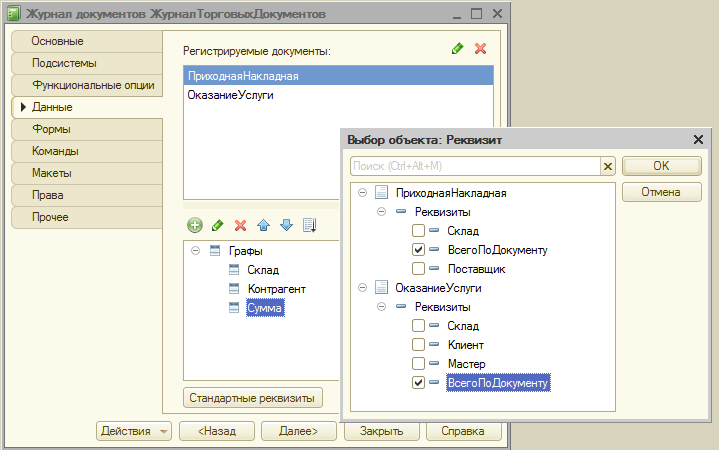 Журнал документов ЖурналТорговыхДокументов
Основные
Подсистемы
Функциональные опции
Данные
Формы
Команды
Макеты
Права
Прочее
Регистрируемые документы:
ПриходнаяНакладная
ОказаниеУслуги
Графы
Склад
Контрагент
Сумма
Стандартные реквизиты
Действия
<Назад
Далее>
Закрыть
Справка
Выбор объекта: Реквизит
Поиск (Ctrl+Alt+M)
OK
Отмена
ПриходнаяНакладная
Реквизиты
Склад
ВсегоПоДокументу
Поставщик
ОказаниеУслуги
Реквизиты
Склад
Клиент
Мастер
ВсегоПоДокументу